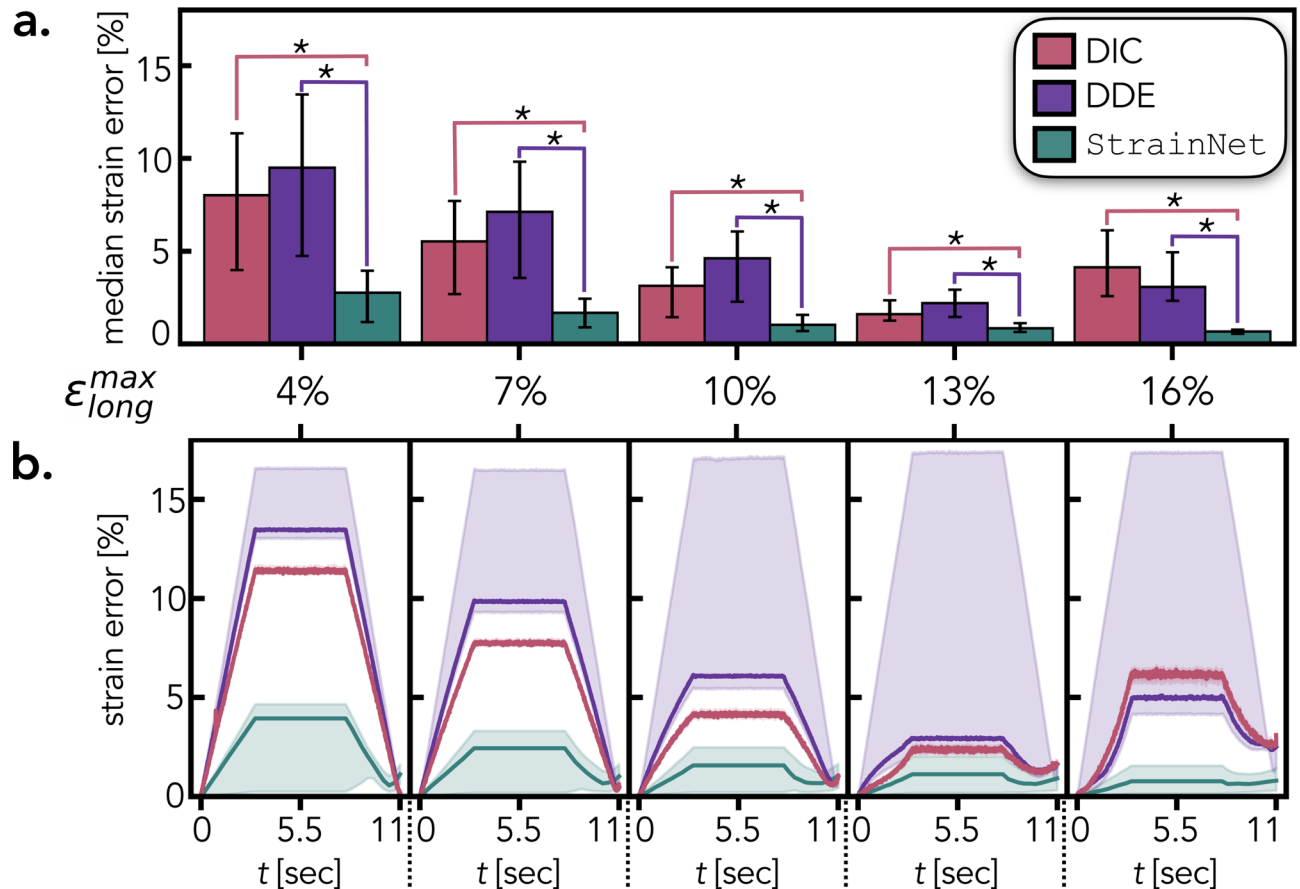 a.
median strain error [%]
15
10
5
0
* * * * * * * * * *
DIC
DDE
StrainNet
ε max long
4% 7% 10% 13% 16%
b.
strain error [%]
15
10
5
0
0 5.5 11 0 5.5 11 0 5.5 11 0 5.5 11 0 5.5 11
t [sec] t [sec] t [sec] t [sec] t [sec]